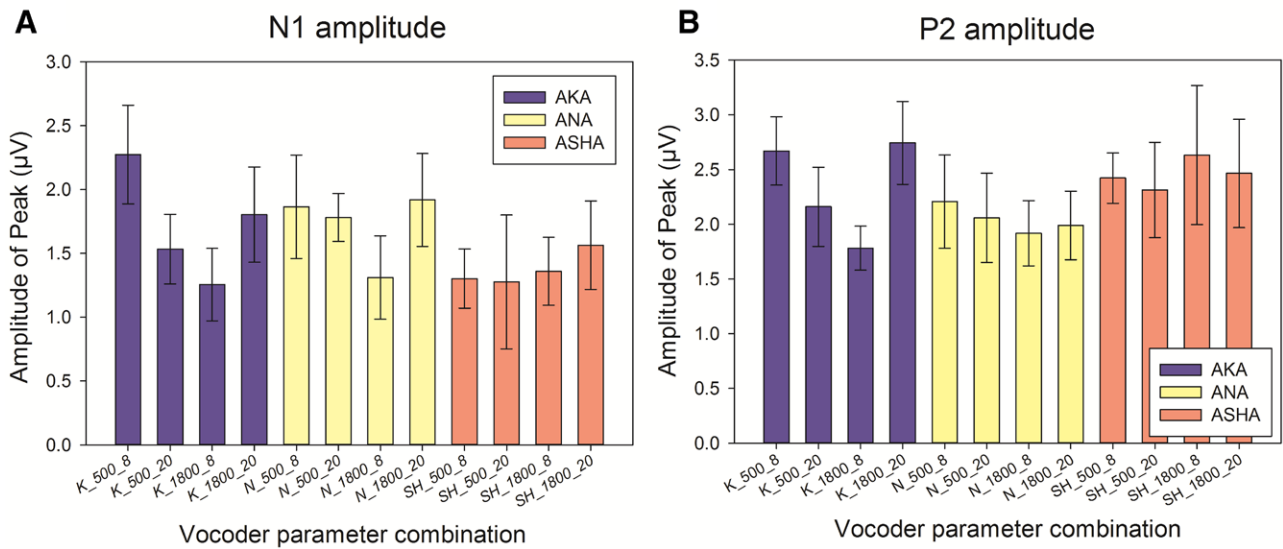 A
N1 amplitude
Amplitude of Peak (µV)
3.0
2.5
2.0
1.5
1.0
0.5
0.0
AKA
ANA
ASHA
K_500_8
K_500_20
K_1800_8
K_1800_20
N_500_8
N_500_20
N_1800_8
N_1800_20
SH_500_8
SH_500_20
SH_1800_8
SH_1800_20
Vocoder parameter combination
B
P2 amplitude
Amplitude of Peak (µV)
3.5
3.0
2.5
2.0
1.5
1.0
0.5
0.0
AKA
ANA
ASHA
K_500_8
K_500_20
K_1800_8
K_1800_20
N_500_8
N_500_20
N_1800_8
N_1800_20
SH_500_8
SH_500_20
SH_1800_8
SH_1800_20
Vocoder parameter combination